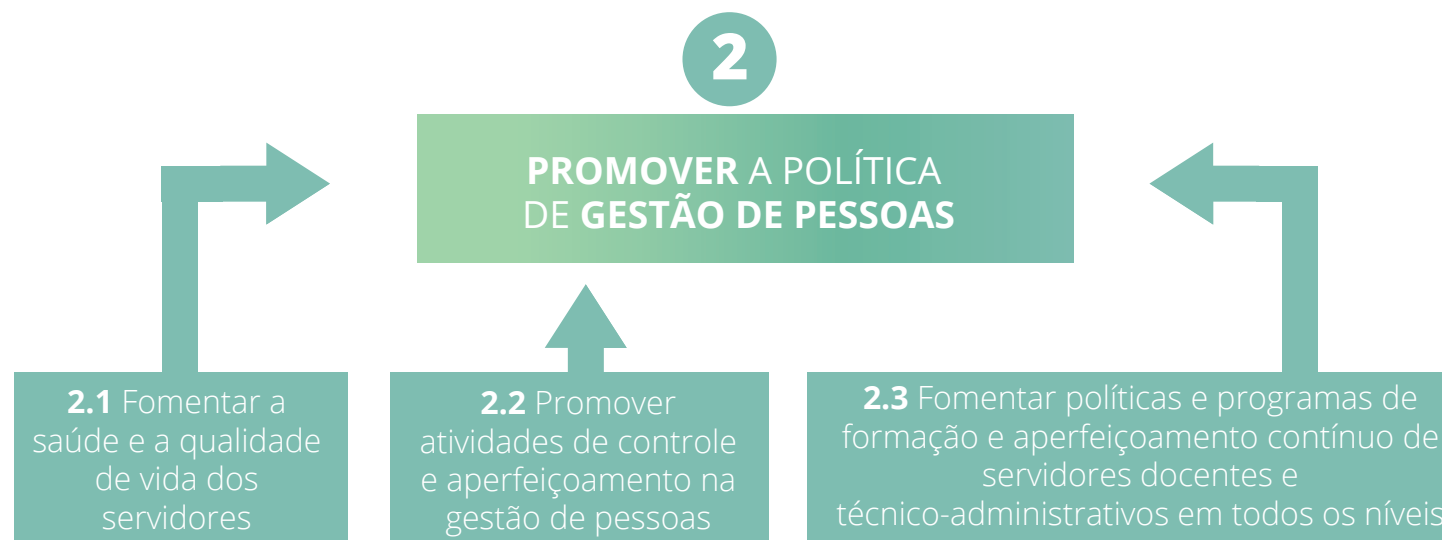 2
PROMOVER A POLÍTICA
DE GESTÃO DE PESSOAS
2.1 Fomentar a
saúde e a qualidade
de vida dos
servidores
2.2 Promover
atividades de controle
e aperfeiçoamento na
gestão de pessoas
2.3 Fomentar políticas e programas de
formação e aperfeiçoamento contínuo de
servidores docentes e
técnico-administrativos em todos os níveis